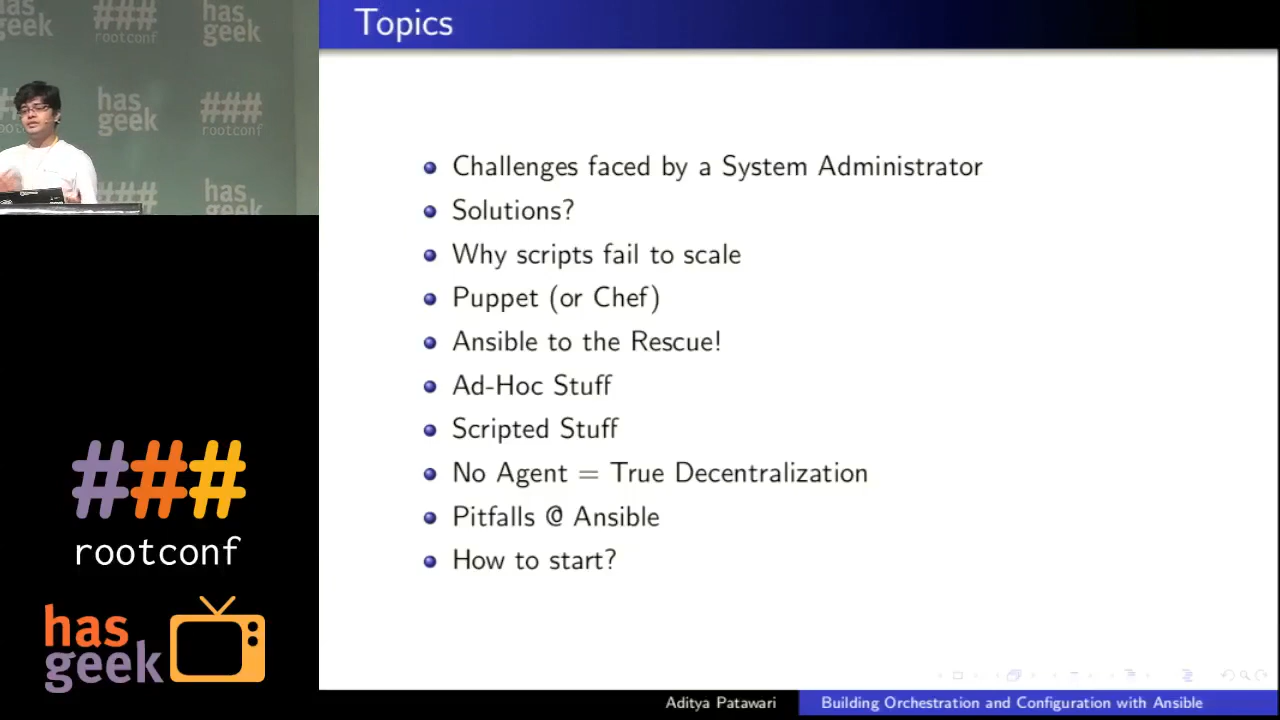 has
geek
###
rootconf
has
geek
has
geek
###
rootconf
###
has
geek
###
rootconf
has
geek
Topics
Challenges faced by a System Administrator
Solutions?
Why scripts fail to scale
Puppet (or Chef)
Ansible to the Rescue!
Ad-Hoc Stuff
Scripted Stuff
No Agent = True Decentralization
Pitfalls @ Ansible
How to start?
Aditya Patawari
Building Orchestration and Configuration with Ansible